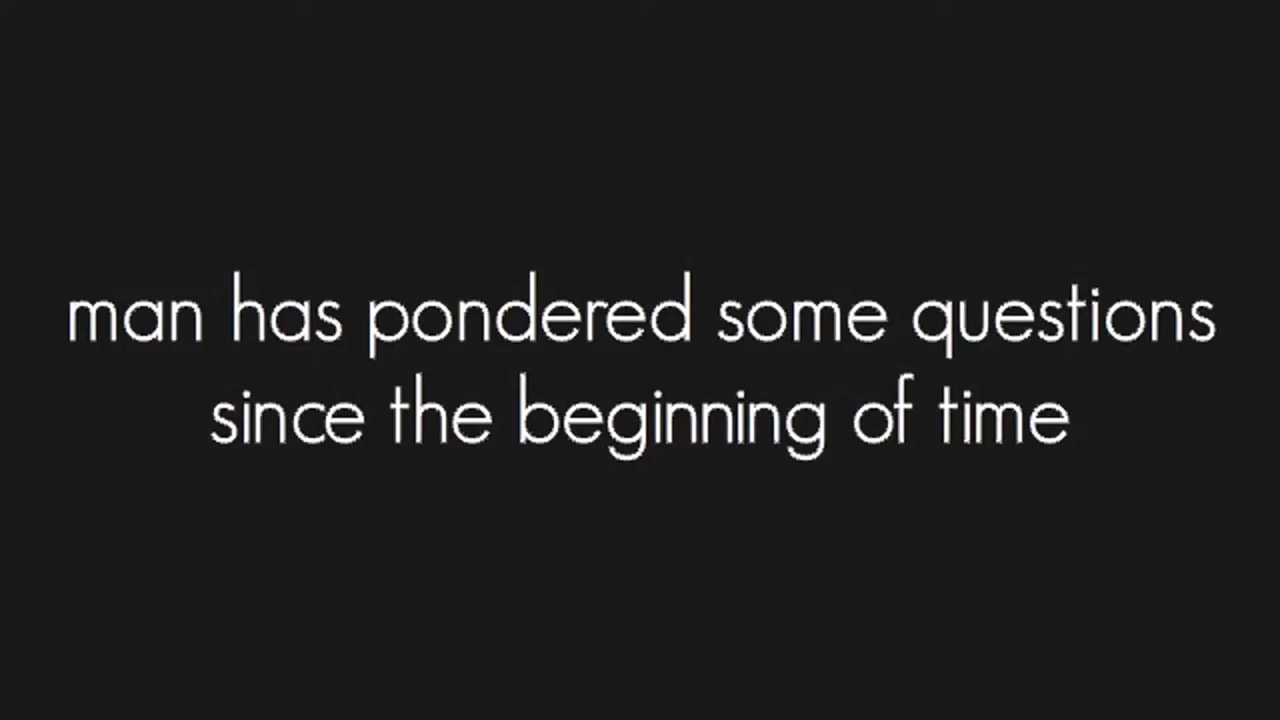 man has pondered some questions
since the beginning of time